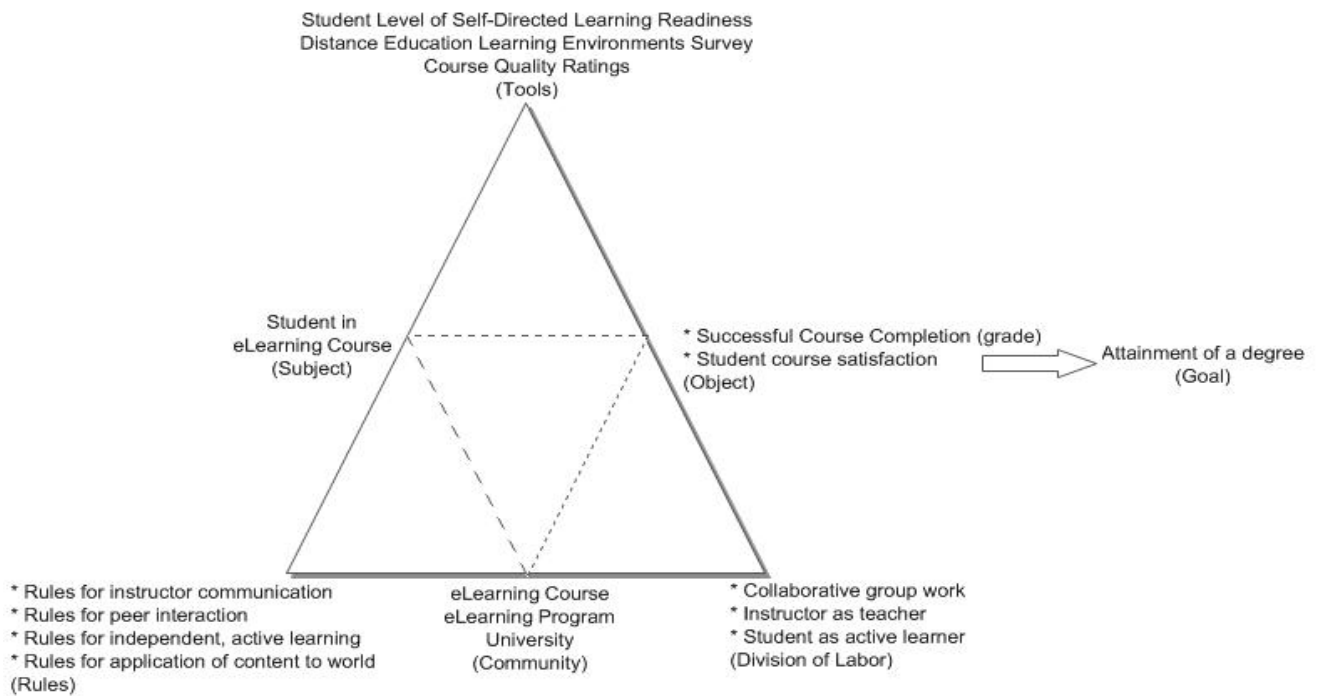 Student Level of Self-Directed Learning Readiness
Distance Education Learning Environments Survey
Course Quality Ratings
(Tools)
Student in
eLearning Course
(Subject)
* Successful Course Completion (grade)
* Student course satisfaction
(Object)
Attainment of a degree
(Goal)
* Rules for instructor communication
* Rules for peer interaction
* Rules for independent, active learning
* Rules for application of content to world
(Rules)
eLearning Course
eLearning Program
University
(Community)
* Collaborative group work
* Instructor as teacher
* Student as active learner
(Division of Labor)